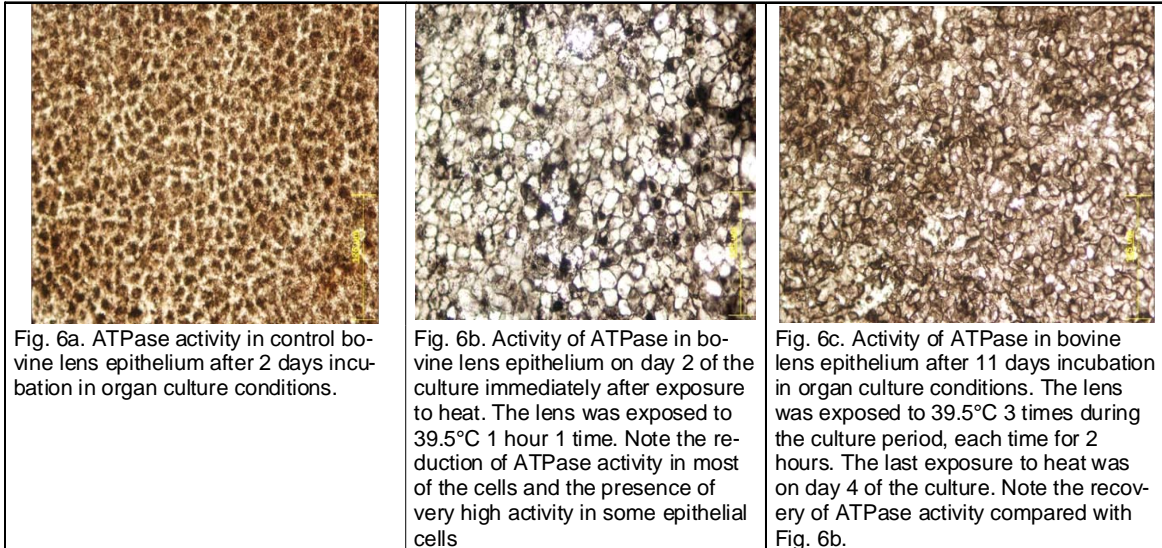 Fig. 6a. ATPase activity in control bo-
vine lens epithelium after 2 days incu-
bation in organ culture conditions.
Fig. 6b. Activity of ATPase in bo-
vine lens epithelium on day 2 of the
culture immediately after exposure
to heat. The lens was exposed to
39.5°C 1 hour 1 time. Note the re-
duction of ATPase activity in most
of the cells and the presence of
very high activity in some epithelial
cells
Fig. 6c. Activity of ATPase in bovine
lens epithelium after 11 days incubation
in organ culture conditions. The lens
was exposed to 39.5°C 3 times during
the culture period, each time for 2
hours. The last exposure to heat was
on day 4 of the culture. Note the recov-
ery of ATPase activity compared with
Fig. 6b.